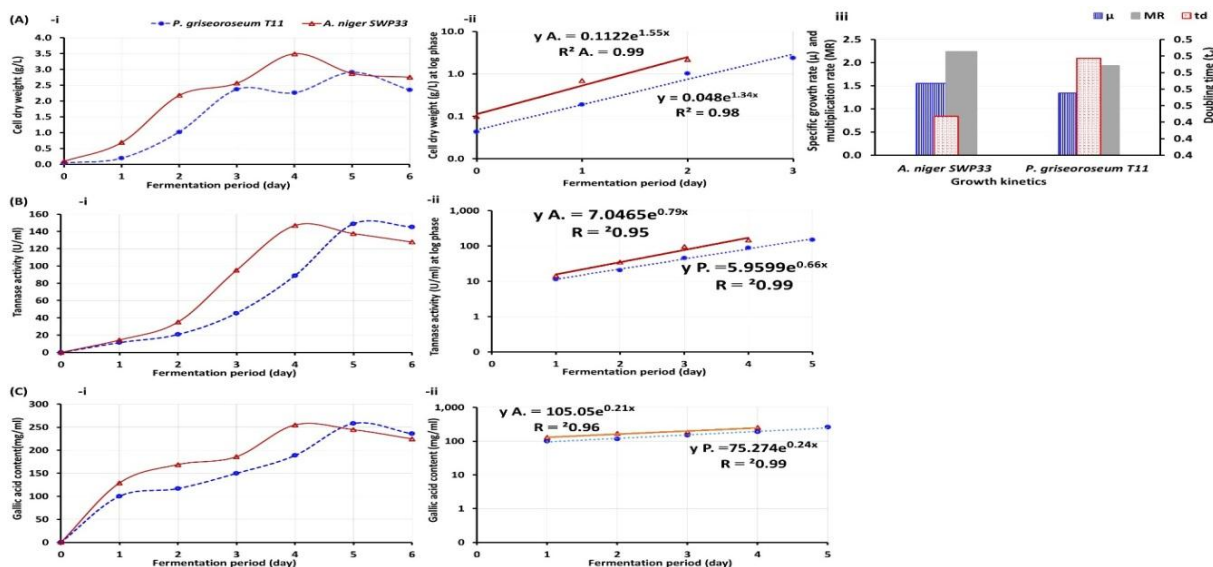 (A) -i
P. griseoroseum T11
A. niger SWP33
Cell dry weight (g/L)
4.0
3.5
3.0
2.5
2.0
1.5
1.0
0.5
0.0
0 1 2 3 4 5 6
Fermentation period (day)
-ii
y A. = 0.1122e^1.55x
R² A. = 0.99
y = 0.048e^1.34x
R² = 0.98
Cell dry weight (g/L) at log phase
10.0
1.0
0.1
0.0
0 1 2 3
Fermentation period (day)
iii
μ MR td
Specific growth rate (μ) and
multiplication rate (MR)
2.5
2.0
1.5
1.0
0.5
0.0
0.5
0.5
0.5
0.5
0.5
0.4
0.4
0.4
Doubling time (t
A. niger SWP33 P. griseoroseum T11
Growth kinetics
(B) -i
Tannase activity (U/ml)
160
140
120
100
80
60
40
20
0
0 1 2 3 4 5 6
Fermentation period (day)
-ii
y A. = 7.0465e^0.79x
R = ²0.95
y P. =5.9599e^0.66x
R = ²0.99
Tannase activity (U/ml) at log phase
1,000
100
10
1
0
0 1 2 3 4 5
Fermentation period (day)
(C) -i
Gallic acid content(mg/ml)
300
250
200
150
100
50
0
0 1 2 3 4 5 6
Fermentation period (day)
-ii
y A. = 105.05e^0.21x
R = ²0.96
y P. =75.274e^0.24x
R = ²0.99
Gallic acid content (mg/ml)
1,000
100
10
1
0
0 1 2 3 4 5
Fermentation period (day)